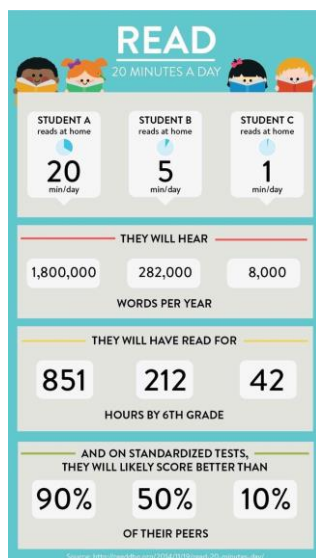 READ
20 MINUTES A DAY
STUDENT A STUDENT B STUDENT C
reads at home reads at home reads at home
20 5 1
min/day min/day min/day
THEY WILL HEAR
1,800,000 282,000 8,000
WORDS PER YEAR
THEY WILL HAVE READ FOR
851 212 42
HOURS BY 6TH GRADE
AND ON STANDARDIZED TESTS,
THEY WILL LIKELY SCORE BETTER THAN
90% 50% 10%
OF THEIR PEERS
Source: